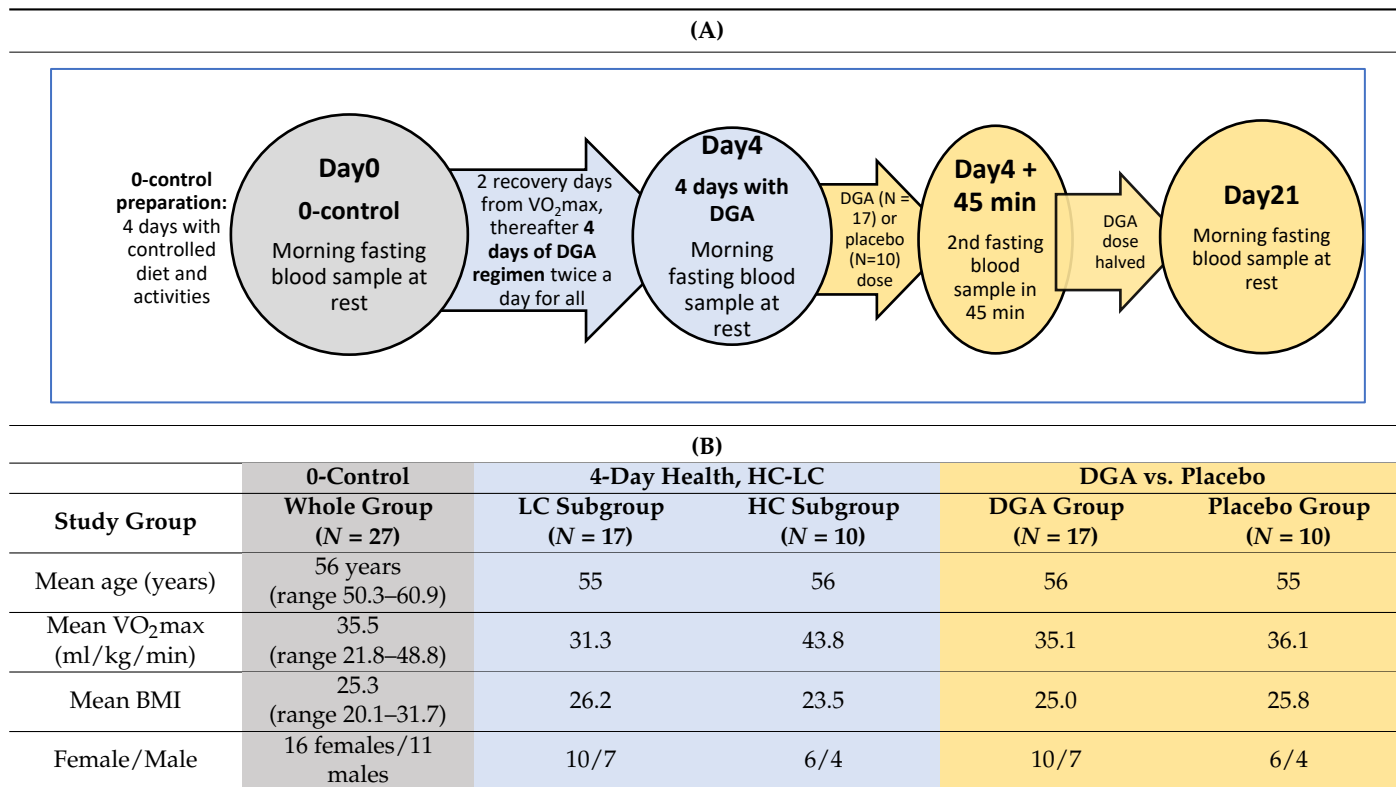 (A)
0-control
preparation:
4 days with
controlled
diet and
activities
Day0
0-control
Morning fasting
blood sample at
rest
2 recovery days
from VO₂max,
thereafter 4
days of DGA
regimen twice a
day for all
Day4
4 days with
DGA
Morning
fasting blood
sample at
rest
DGA (N =
17) or
placebo
(N=10)
dose
Day4 +
45 min
2nd fasting
blood
sample in
45 min
DGA
dose
halved
Day21
Morning fasting
blood sample at
rest
(B)
0-Control 4-Day Health, HC-LC DGA vs. Placebo
Study Group Whole Group (N = 27) LC Subgroup (N = 17) HC Subgroup (N = 10) DGA Group (N = 17) Placebo Group (N = 10)
Mean age (years) 56 years (range 50.3–60.9) 55 56 56 55
Mean VO₂max (ml/kg/min) 35.5 (range 21.8–48.8) 31.3 43.8 35.1 36.1
Mean BMI 25.3 (range 20.1–31.7) 26.2 23.5 25.0 25.8
Female/Male 16 females/11 males 10/7 6/4 10/7 6/4